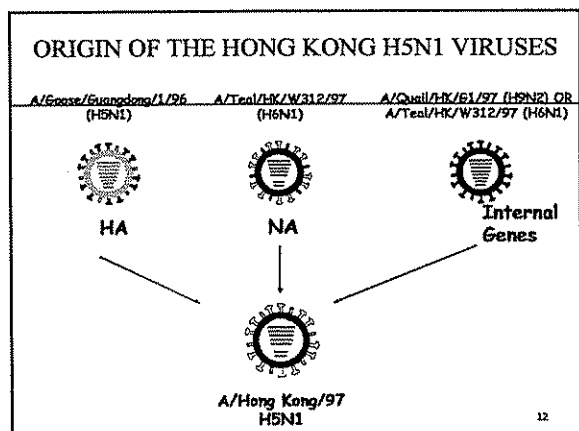 ORIGIN OF THE HONG KONG H5N1 VIRUSES
A/Goose/Guangdong/1/96 (H5N1)
A/Teal/HK/W312/97 (H6N1)
A/Quail/HK/G1/97 (H9N2) OR
A/Teal/HK/W312/97 (H6N1)
HA
NA
Internal
Genes
A/Hong Kong/97
H5N1
12